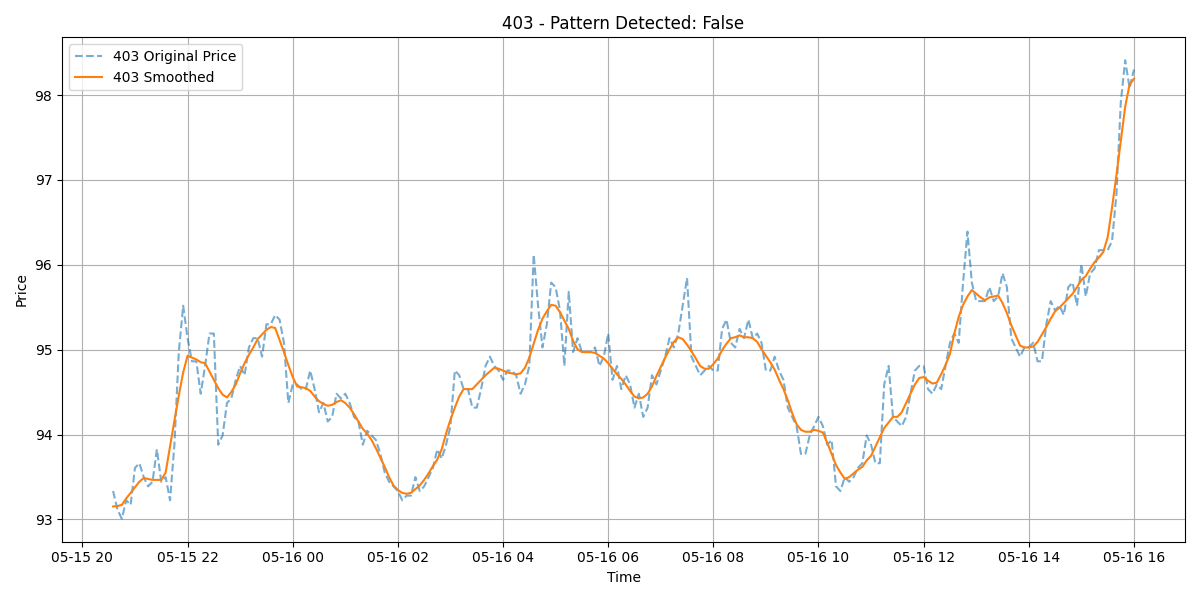 403 - Pattern Detected: False
403 Original Price
403 Smoothed
Price
98
97
96
95
94
93
05-15 20 05-15 22 05-16 00 05-16 02 05-16 04 05-16 06 05-16 08 05-16 10 05-16 12 05-16 14 05-16 16
Time